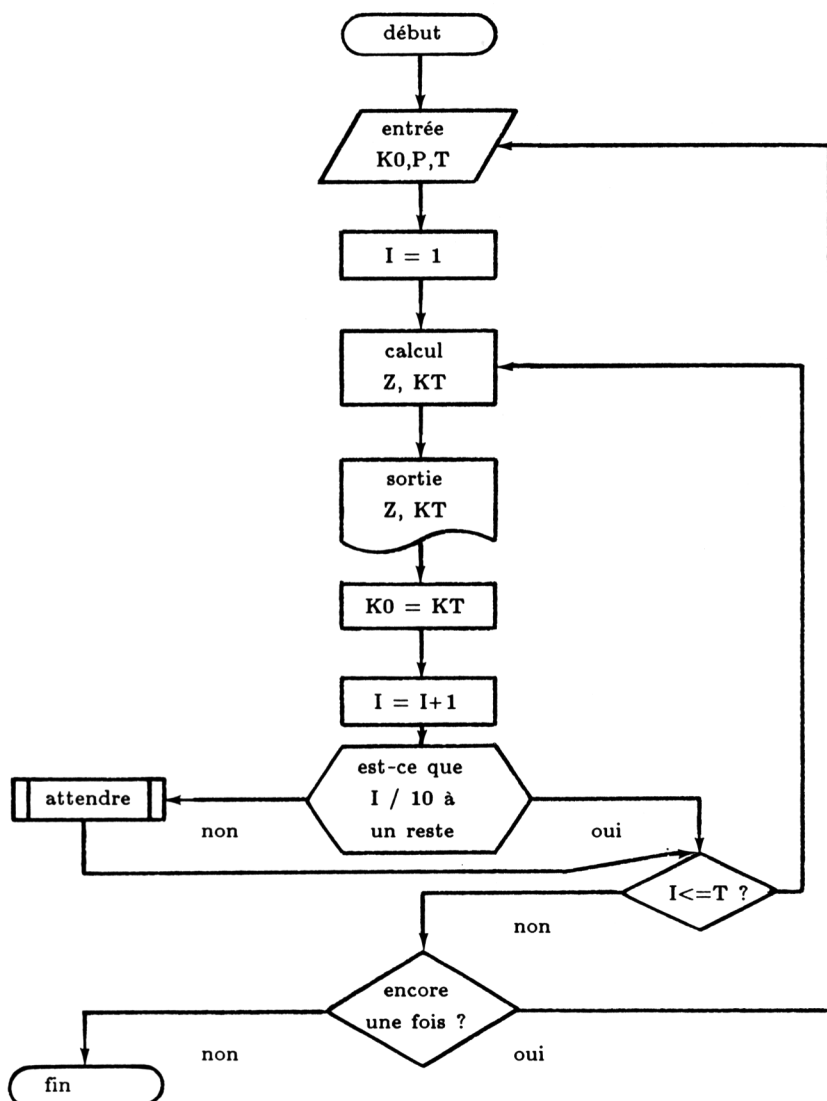 début
entrée
K0,P,T
I = 1
calcul
Z, KT
sortie
Z, KT
K0 = KT
I = I+1
est-ce que
I / 10 à
un reste
attendre
non
oui
I<=T ?
non
encore
une fois ?
non
oui
fin